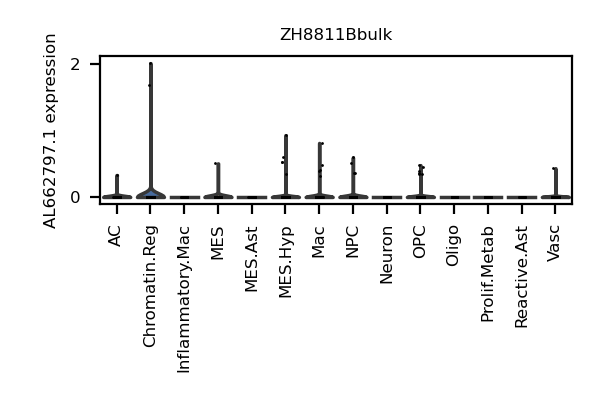 ZH8811Bbulk
AL662797.1 expression
2
0
AC
Chromatin.Reg
Inflammatory.Mac
MES
MES.Ast
MES.Hyp
Mac
NPC
Neuron
OPC
Oligo
Prolif.Metab
Reactive.Ast
Vasc